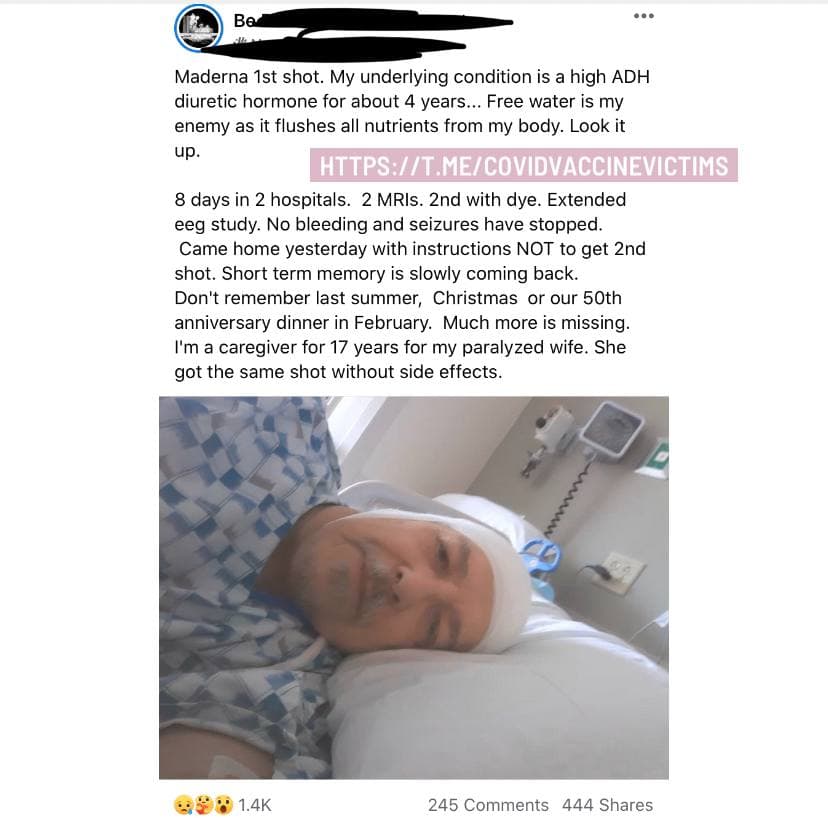 Maderna 1st shot. My underlying condition is a high ADH
diuretic hormone for about 4 years... Free water is my
enemy as it flushes all nutrients from my body. Look it
up.
HTTPS://T.ME/COVIDVACCINEVICTIMS
8 days in 2 hospitals.  2 MRIs. 2nd with dye. Extended
eeg study. No bleeding and seizures have stopped.
Came home yesterday with instructions NOT to get 2nd
shot. Short term memory is slowly coming back.
Don't remember last summer,  Christmas  or our 50th
anniversary dinner in February.  Much more is missing.
I'm a caregiver for 17 years for my paralyzed wife. She
got the same shot without side effects.
1.4K
245 Comments
444 Shares